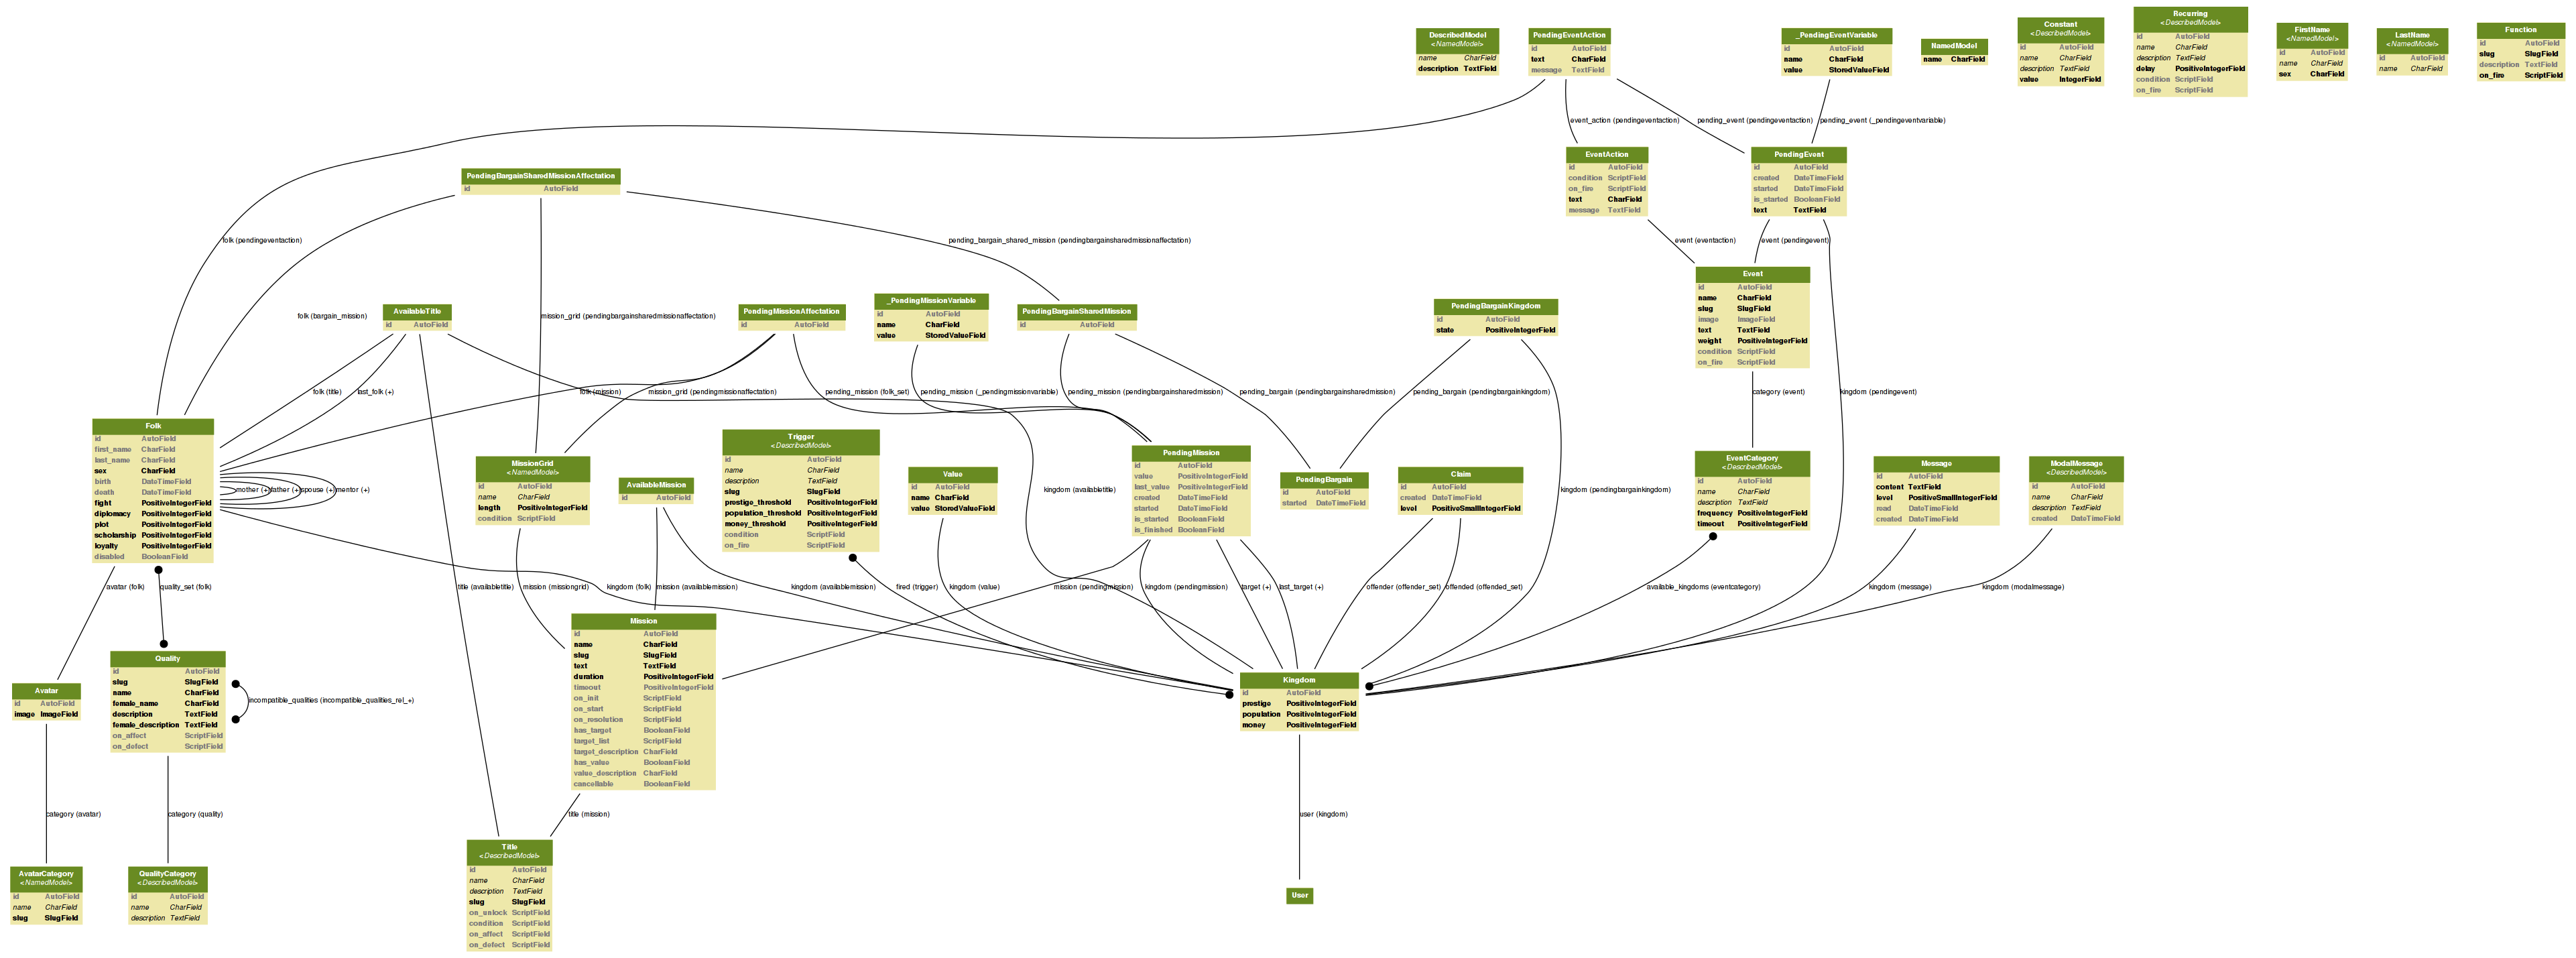 DescribedModel
<NamedModel>
name CharField
description TextField
PendingEventAction
id AutoField
text CharField
message TextField
_PendingEventVariable
id AutoField
name CharField
value StoredValueField
NamedModel
name CharField
Constant
<DescribedModel>
id AutoField
name CharField
description TextField
value IntegerField
Recurring
<DescribedModel>
id AutoField
name CharField
description TextField
delay PositiveIntegerField
condition ScriptField
on_fire ScriptField
FirstName
<NamedModel>
id AutoField
name CharField
sex CharField
LastName
<NamedModel>
id AutoField
name CharField
Function
id AutoField
slug SlugField
description TextField
on_fire ScriptField
event_action (pendingeventaction)
pending_event (pendingeventaction)
pending_event (_pendingeventvariable)
EventAction
id AutoField
condition ScriptField
on_fire ScriptField
text CharField
message TextField
PendingEvent
id AutoField
created DateTimeField
started DateTimeField
is_started BooleanField
text TextField
PendingBargainSharedMissionAffectation
id AutoField
folk (pendingeventaction)
pending_bargain_shared_mission (pendingbargainsharedmissionaffectation)
event (eventaction)
event (pendingevent)
Event
id AutoField
name CharField
slug SlugField
image ImageField
text TextField
weight PositiveIntegerField
condition ScriptField
on_fire ScriptField
AvailableTitle
id AutoField
PendingMissionAffectation
id AutoField
_PendingMissionVariable
id AutoField
name CharField
value StoredValueField
PendingBargainSharedMission
id AutoField
PendingBargainKingdom
id AutoField
state PositiveIntegerField
folk (bargain_mission)
mission_grid (pendingbargainsharedmissionaffectation)
folk (title)
last_folk (+)
folk (mission)
mission_grid (pendingmissionaffectation)
pending_mission (folk_set)
pending_mission (_pendingmissionvariable)
pending_mission (pendingbargainsharedmission)
pending_bargain (pendingbargainsharedmission)
pending_bargain (pendingbargainkingdom)
category (event)
kingdom (pendingevent)
Folk
id AutoField
first_name CharField
last_name CharField
sex CharField
birth DateTimeField
death DateTimeField
fight PositiveIntegerField
diplomacy PositiveIntegerField
plot PositiveIntegerField
scholarship PositiveIntegerField
loyalty PositiveIntegerField
disabled BooleanField
mother (+)
father (+)
spouse (+)
mentor (+)
MissionGrid
<NamedModel>
id AutoField
name CharField
length PositiveIntegerField
condition ScriptField
AvailableMission
id AutoField
Trigger
<DescribedModel>
id AutoField
name CharField
description TextField
slug SlugField
prestige_threshold PositiveIntegerField
population_threshold PositiveIntegerField
money_threshold PositiveIntegerField
condition ScriptField
on_fire ScriptField
Value
id AutoField
name CharField
value StoredValueField
kingdom (availabletitle)
PendingMission
id AutoField
value PositiveIntegerField
last_value PositiveIntegerField
created DateTimeField
started DateTimeField
is_started BooleanField
is_finished BooleanField
PendingBargain
id AutoField
started DateTimeField
Claim
id AutoField
created DateTimeField
level PositiveSmallIntegerField
kingdom (pendingbargainkingdom)
EventCategory
<DescribedModel>
id AutoField
name CharField
description TextField
frequency PositiveIntegerField
timeout PositiveIntegerField
Message
id AutoField
content TextField
level PositiveSmallIntegerField
read DateTimeField
created DateTimeField
ModalMessage
<DescribedModel>
id AutoField
name CharField
description TextField
created DateTimeField
avatar (folk)
quality_set (folk)
title (availabletitle)
mission (missiongrid)
kingdom (folk)
mission (availablemission)
kingdom (availablemission)
fired (trigger)
kingdom (value)
mission (pendingmission)
kingdom (pendingmission)
target (+)
last_target (+)
offender (offender_set)
offended (offended_set)
available_kingdoms (eventcategory)
kingdom (message)
kingdom (modalmessage)
Avatar
id AutoField
image ImageField
Quality
id AutoField
slug SlugField
name CharField
female_name CharField
description TextField
female_description TextField
on_affect ScriptField
on_defect ScriptField
incompatible_qualities (incompatible_qualities_rel_+)
Mission
id AutoField
name CharField
slug SlugField
text TextField
duration PositiveIntegerField
timeout PositiveIntegerField
on_init ScriptField
on_start ScriptField
on_resolution ScriptField
has_target BooleanField
target_list ScriptField
target_description CharField
has_value BooleanField
value_description CharField
cancellable BooleanField
Kingdom
id AutoField
prestige PositiveIntegerField
population PositiveIntegerField
money PositiveIntegerField
category (avatar)
category (quality)
title (mission)
user (kingdom)
AvatarCategory
<NamedModel>
id AutoField
name CharField
slug SlugField
QualityCategory
<DescribedModel>
id AutoField
name CharField
description TextField
Title
<DescribedModel>
id AutoField
name CharField
description TextField
slug SlugField
on_unlock ScriptField
condition ScriptField
on_affect ScriptField
on_defect ScriptField
User